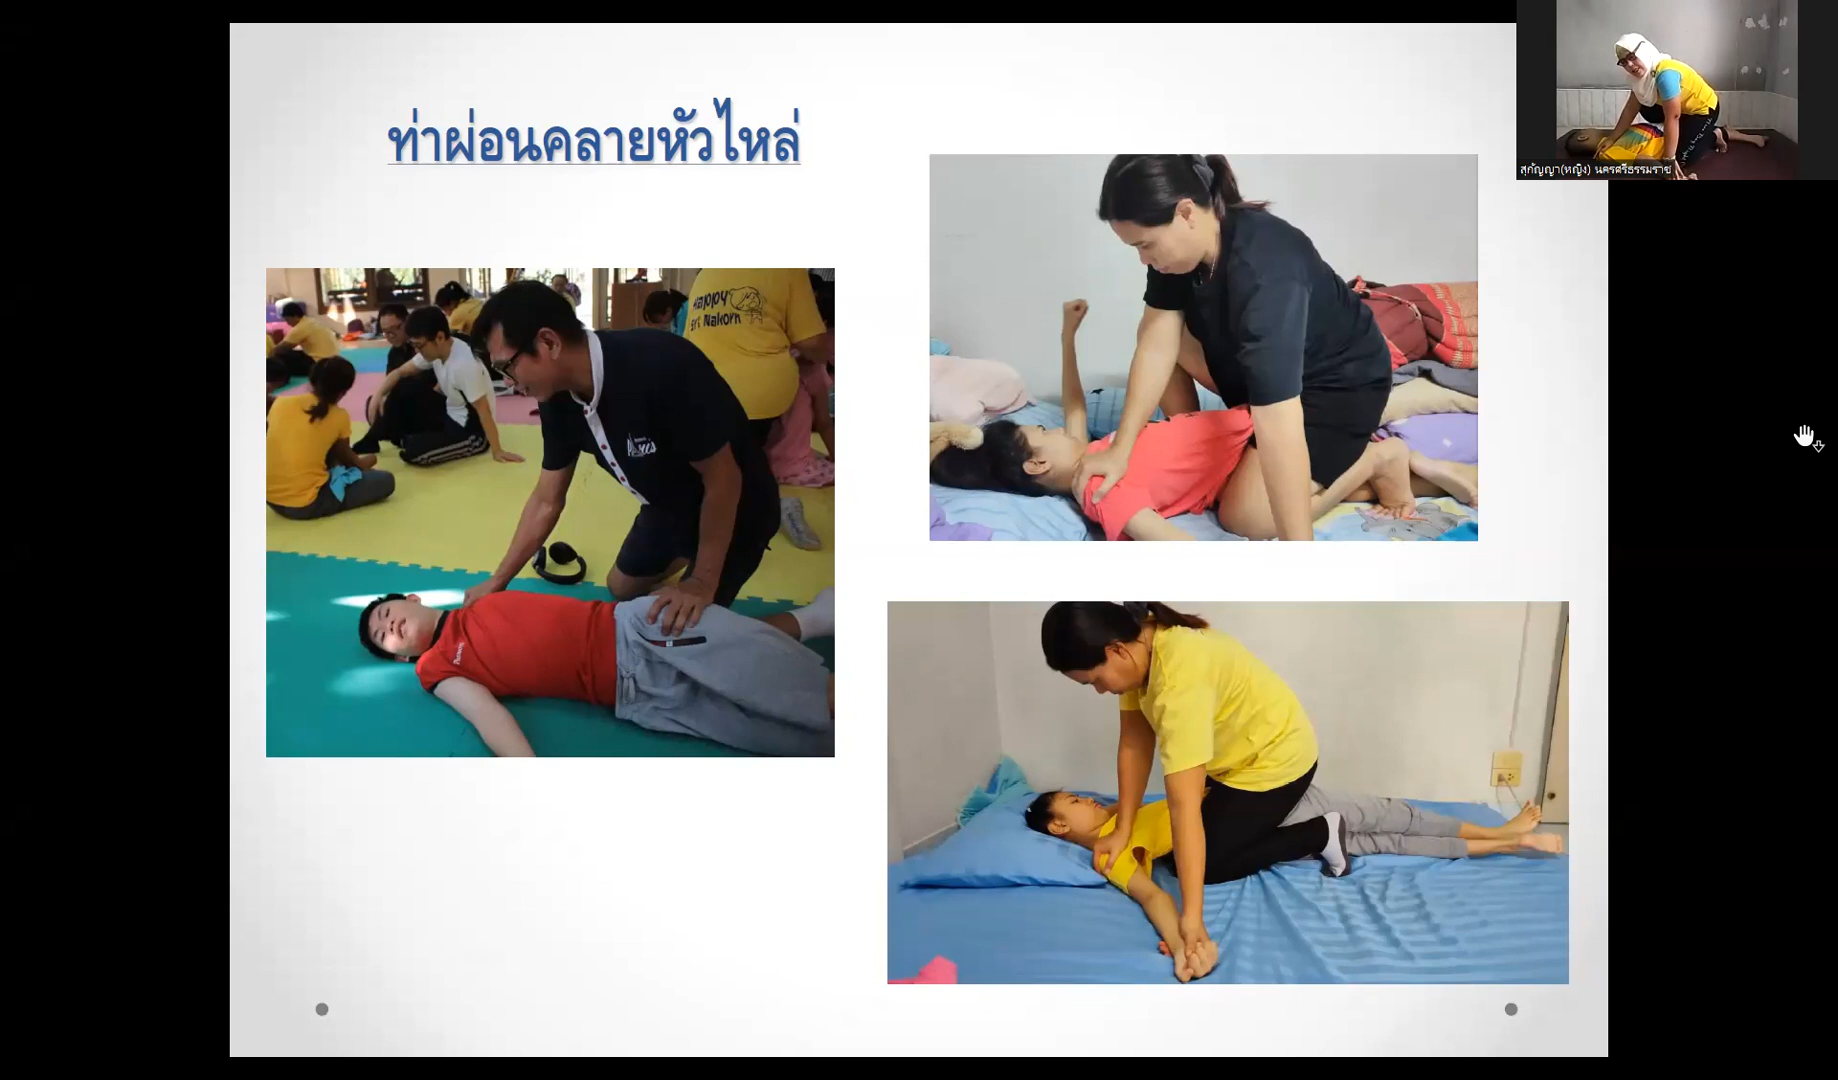 ท่าผ่อนคลายหัวไหล่
สุกัญญา(หญิง) นครศรีธรรมราช
Happy
Sri Nakorn